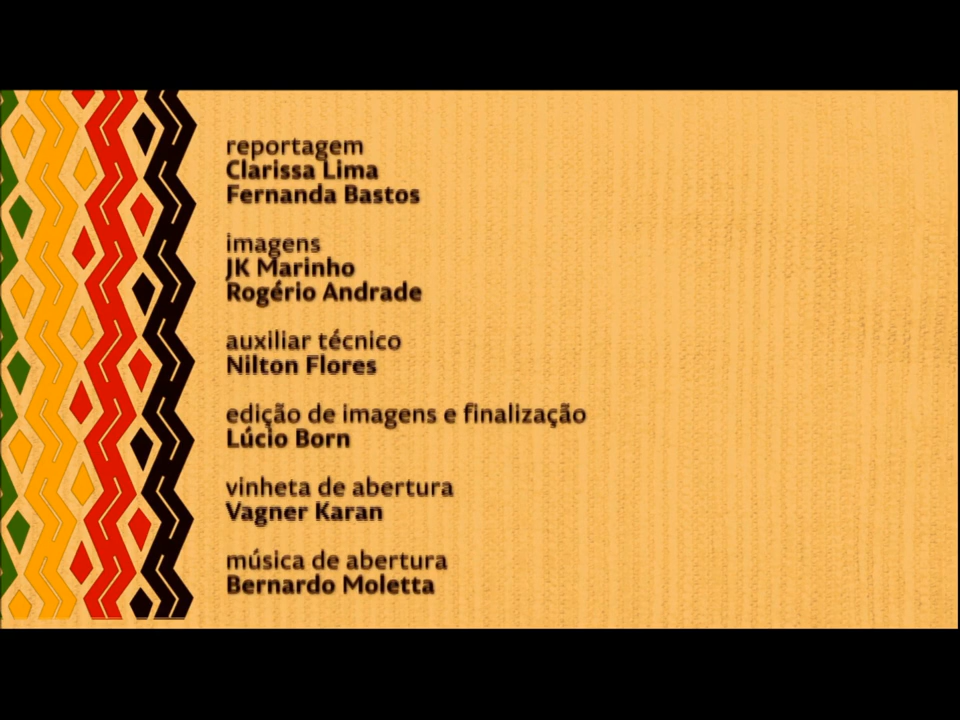 reportagem
Clarissa Lima
Fernanda Bastos
imagens
JK Marinho
Rogério Andrade
auxiliar técnico
Nilton Flores
edição de imagens e finalização
Lúcio Born
vinheta de abertura
Vagner Karan
música de abertura
Bernardo Moletta